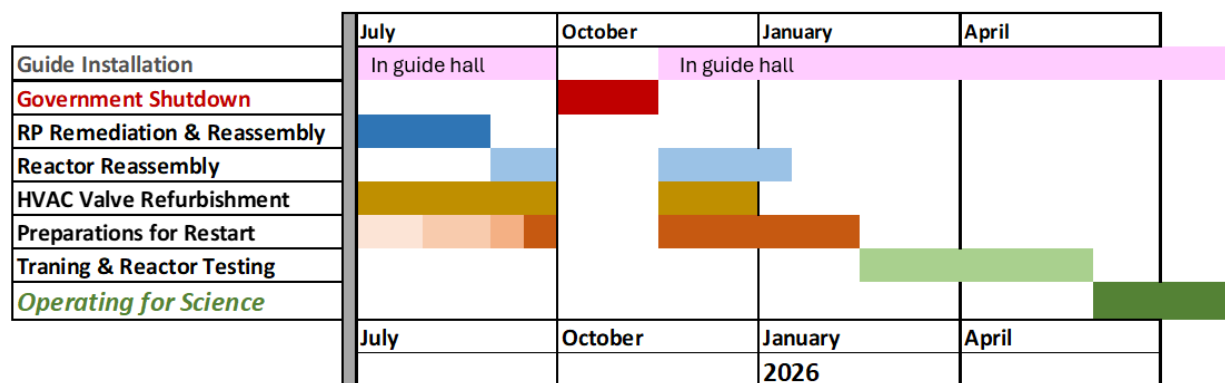 July October January April
Guide Installation In guide hall In guide hall
Government Shutdown
RP Remediation & Reassembly
Reactor Reassembly
HVAC Valve Refurbishment
Preparations for Restart
Traning & Reactor Testing
Operating for Science
July October January April
2026